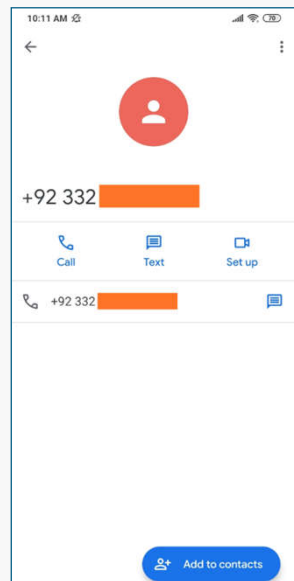 10:11 AM
70
+92 332
Call
Text
Set up
+92 332
Add to contacts